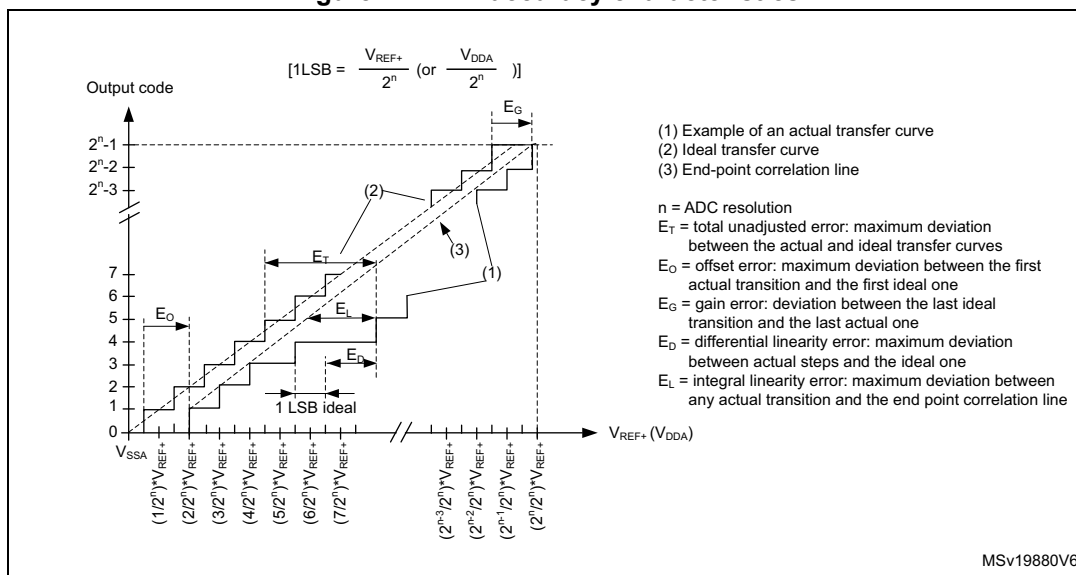 [1LSB = V_REF+ / 2^n (or V_DDA / 2^n )]
Output code
E_G
2^n-1
2^n-2
2^n-3
(2)
(3)
(1)
7
6
5
4
3
2
1
0
E_T
E_O
E_L
E_D
1 LSB ideal
V_SSA
(1/2^n)*V_REF+
(2/2^n)*V_REF+
(3/2^n)*V_REF+
(4/2^n)*V_REF+
(5/2^n)*V_REF+
(6/2^n)*V_REF+
(7/2^n)*V_REF+
(2^n-3/2^n)*V_REF+
(2^n-2/2^n)*V_REF+
(2^n-1/2^n)*V_REF+
(2^n/2^n)*V_REF+
V_REF+ (V_DDA)
(1) Example of an actual transfer curve
(2) Ideal transfer curve
(3) End-point correlation line
n = ADC resolution
E_T = total unadjusted error: maximum deviation
between the actual and ideal transfer curves
E_O = offset error: maximum deviation between the first
actual transition and the first ideal one
E_G = gain error: deviation between the last ideal
transition and the last actual one
E_D = differential linearity error: maximum deviation
between actual steps and the ideal one
E_L = integral linearity error: maximum deviation between
any actual transition and the end point correlation line
MSv19880V6